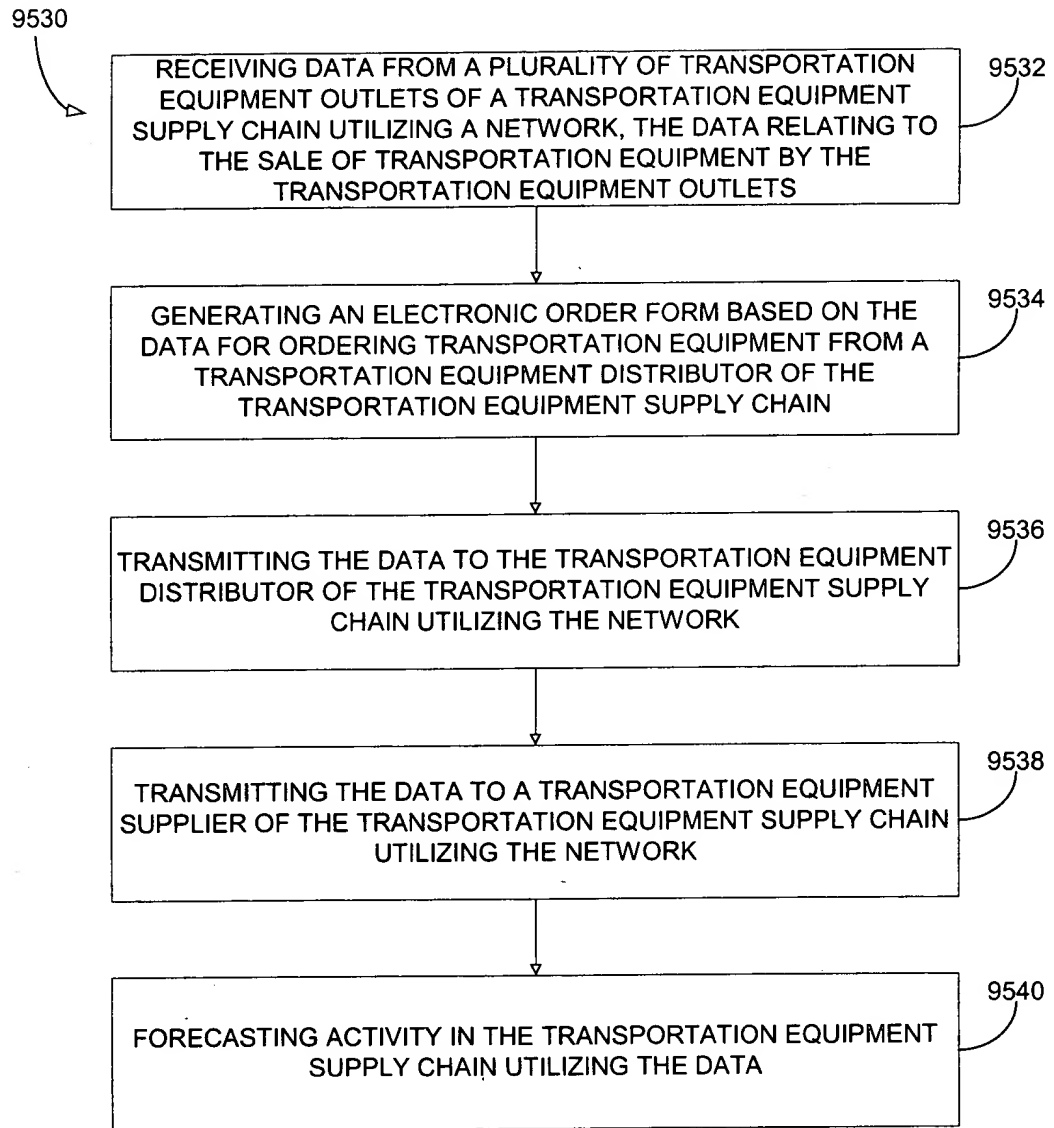 9530
RECEIVING DATA FROM A PLURALITY OF TRANSPORTATION
EQUIPMENT OUTLETS OF A TRANSPORTATION EQUIPMENT
SUPPLY CHAIN UTILIZING A NETWORK, THE DATA RELATING TO
THE SALE OF TRANSPORTATION EQUIPMENT BY THE
TRANSPORTATION EQUIPMENT OUTLETS
9532
GENERATING AN ELECTRONIC ORDER FORM BASED ON THE
DATA FOR ORDERING TRANSPORTATION EQUIPMENT FROM A
TRANSPORTATION EQUIPMENT DISTRIBUTOR OF THE
TRANSPORTATION EQUIPMENT SUPPLY CHAIN
9534
TRANSMITTING THE DATA TO THE TRANSPORTATION EQUIPMENT
DISTRIBUTOR OF THE TRANSPORTATION EQUIPMENT SUPPLY
CHAIN UTILIZING THE NETWORK
9536
TRANSMITTING THE DATA TO A TRANSPORTATION EQUIPMENT
SUPPLIER OF THE TRANSPORTATION EQUIPMENT SUPPLY CHAIN
UTILIZING THE NETWORK
9538
FORECASTING ACTIVITY IN THE TRANSPORTATION EQUIPMENT
SUPPLY CHAIN UTILIZING THE DATA
9540